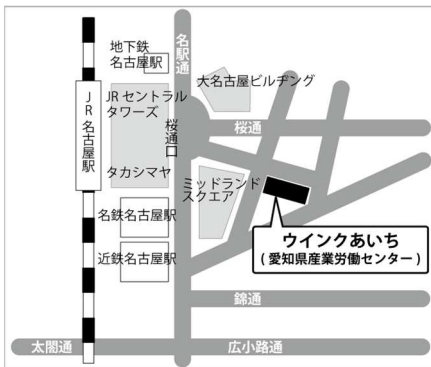 地下鉄
名古屋駅
名駅通
大名古屋ビルヂング
JR名古屋駅
JRセントラル
タワーズ
桜通口
桜通
タカシマヤ
ミッドランド
スクエア
名鉄名古屋駅
近鉄名古屋駅
ウインクあいち
(愛知県産業労働センター)
錦通
太閤通
広小路通